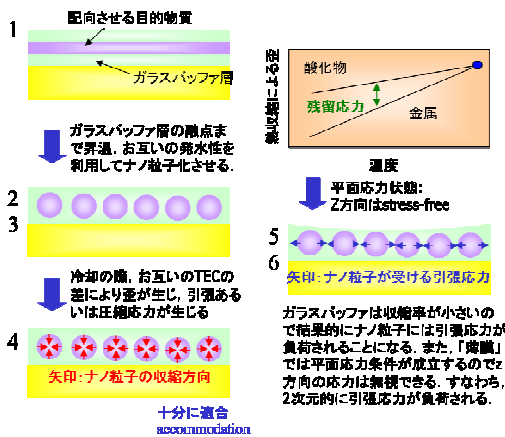 1
配向させる目的物質
ガラスバッファ層
ガラスバッファ層の融点ま
で昇温．お互いの発水性を
利用してナノ粒子化させる．
2
3
冷却の際，お互いのTECの
差により歪が生じ，引張ある
いは圧縮応力が生じる
4
矢印：ナノ粒子の収縮方向
十分に適合
accommodation
熱収縮による歪
酸化物
残留応力
金属
温度
平面応力状態：
Z方向はstress-free
5
6
矢印：ナノ粒子が受ける引張応力
ガラスバッファは収縮率が小さいの
で結果的にナノ粒子には引張応力が
負荷されることになる．また，「薄膜」
では平面応力条件が成立するのでz
方向の応力は無視できる．すなわち，
2次元的に引張応力が負荷される．